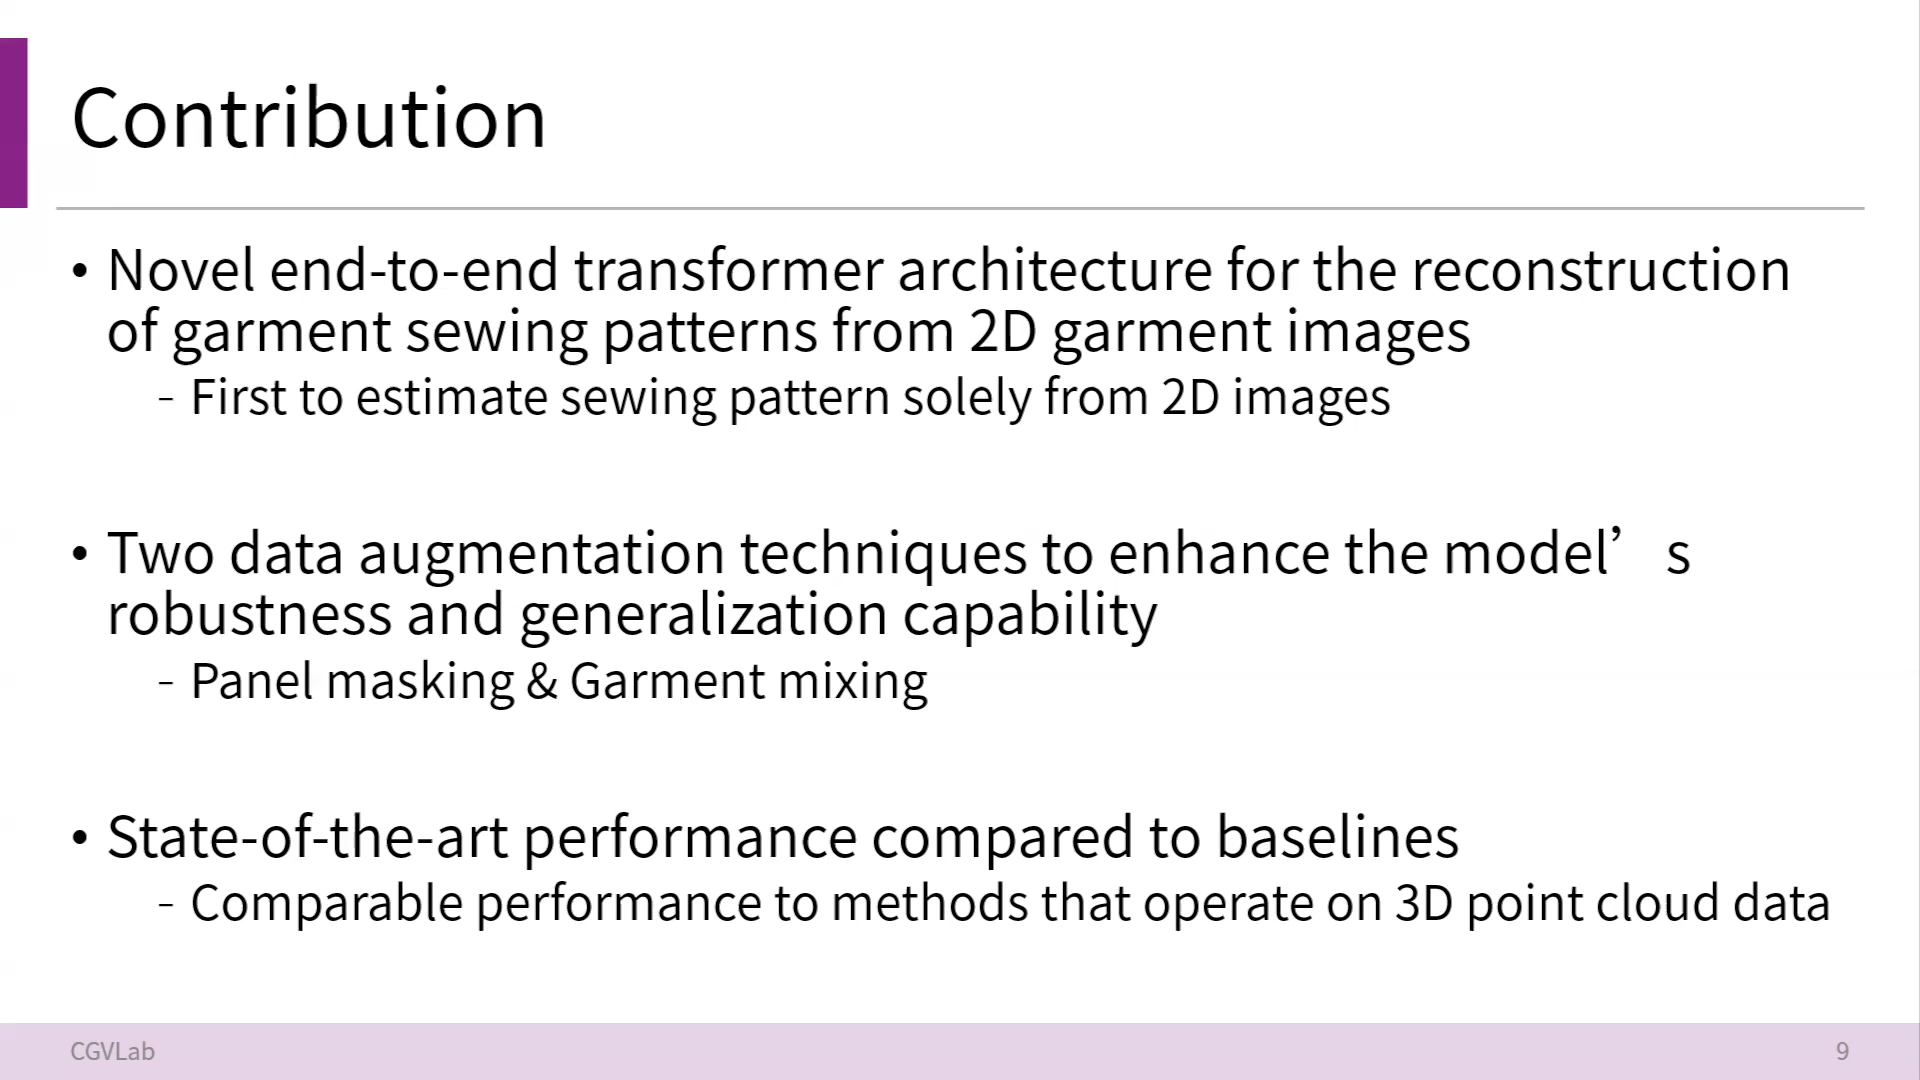 Contribution
• Novel end-to-end transformer architecture for the reconstruction
of garment sewing patterns from 2D garment images
- First to estimate sewing pattern solely from 2D images
• Two data augmentation techniques to enhance the model’s
robustness and generalization capability
- Panel masking & Garment mixing
• State-of-the-art performance compared to baselines
- Comparable performance to methods that operate on 3D point cloud data
CGVLab
9